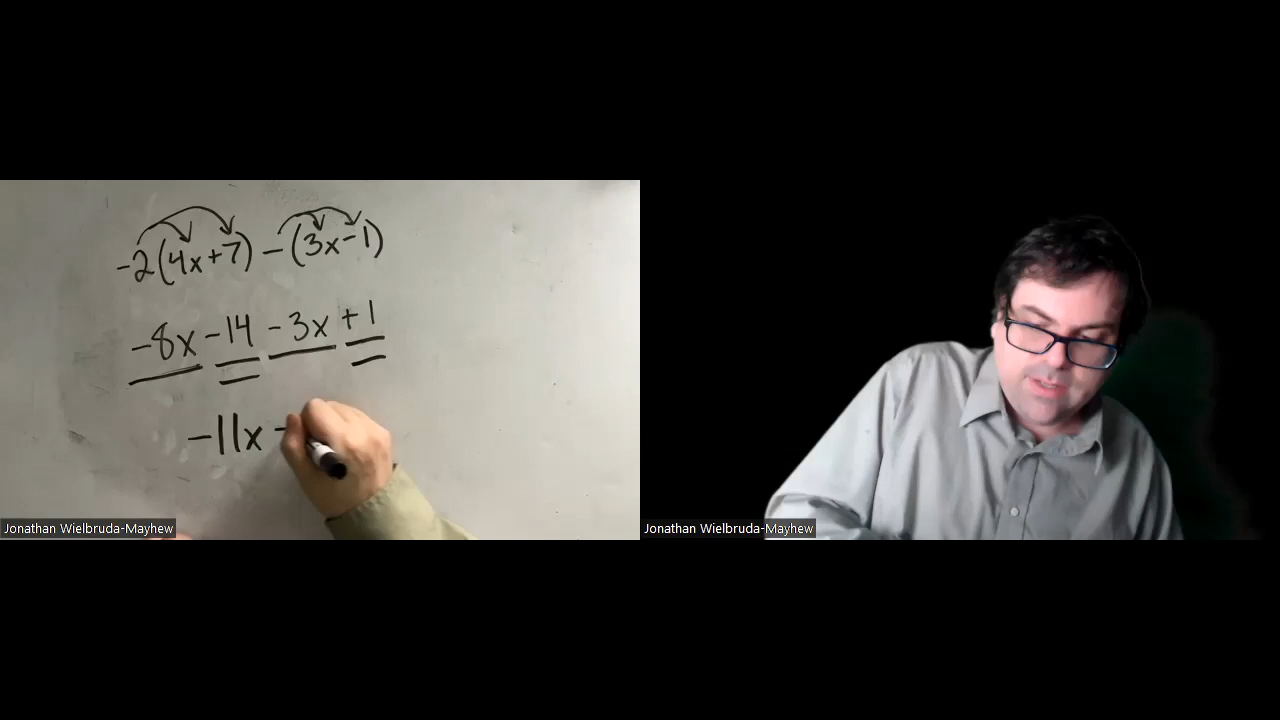 -2(4x+7) -(3x-1)
-8x -14 -3x +1
-11x -
Jonathan Wielbruda-Mayhew
Jonathan Wielbruda-Mayhew